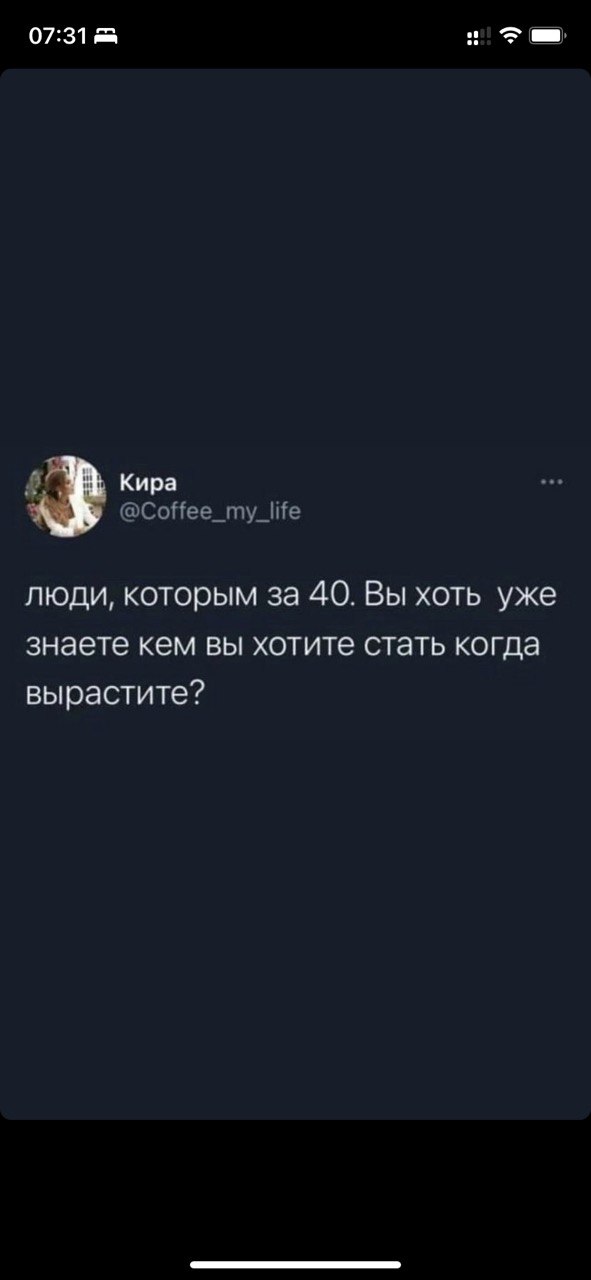 07:31
Кира
@Coffee_my_life
люди, которым за 40. Вы хоть  уже
знаете кем вы хотите стать когда
вырастите?